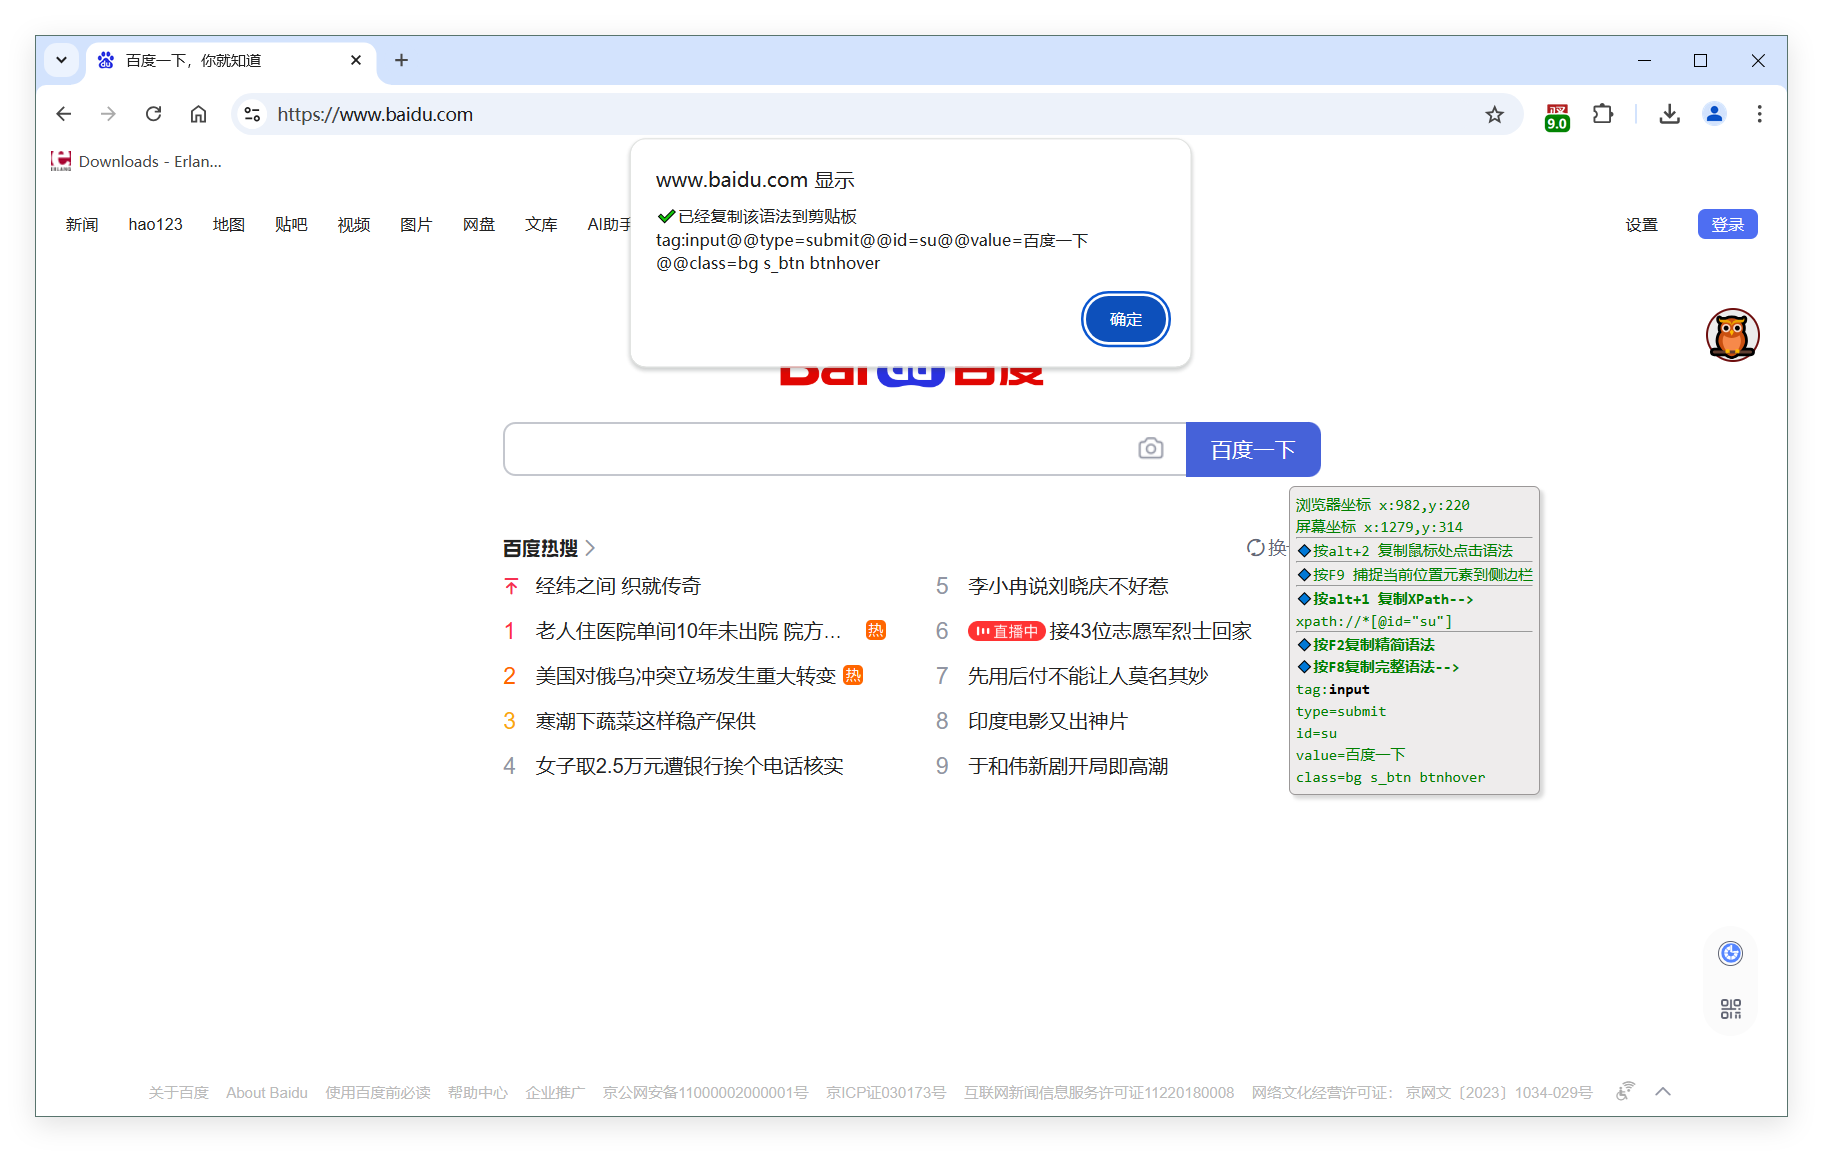 百度一下，你就知道
https://www.baidu.com
9.0
Downloads - Erlan...
新闻 hao123 地图 贴吧 视频 图片 网盘 文库 AI助手
设置 登录
www.baidu.com 显示
已经复制该语法到剪贴板
tag:input@@type=submit@@id=su@@value=百度一下
@@class=bg s_btn btnhover
确定
Bai du 百度
百度一下
浏览器坐标 x:982,y:220
屏幕坐标 x:1279,y:314
按alt+2 复制鼠标处点击语法
按F9 捕捉当前位置元素到侧边栏
按alt+1 复制XPath-->
xpath://*[@id="su"]
按F2复制精简语法
按F8复制完整语法-->
tag:input
type=submit
id=su
value=百度一下
class=bg s_btn btnhover
百度热搜
换
经纬之间 织就传奇
1 老人住医院单间10年未出院 院方... 热
2 美国对俄乌冲突立场发生重大转变 热
3 寒潮下蔬菜这样稳产保供
4 女子取2.5万元遭银行挨个电话核实
5 李小冉说刘晓庆不好惹
6 直播中 接43位志愿军烈士回家
7 先用后付不能让人莫名其妙
8 印度电影又出神片
9 于和伟新剧开局即高潮
关于百度 About Baidu 使用百度前必读 帮助中心 企业推广 京公网安备11000002000001号 京ICP证030173号 互联网新闻信息服务许可证11220180008 网络文化经营许可证： 京网文〔2023〕1034-029号